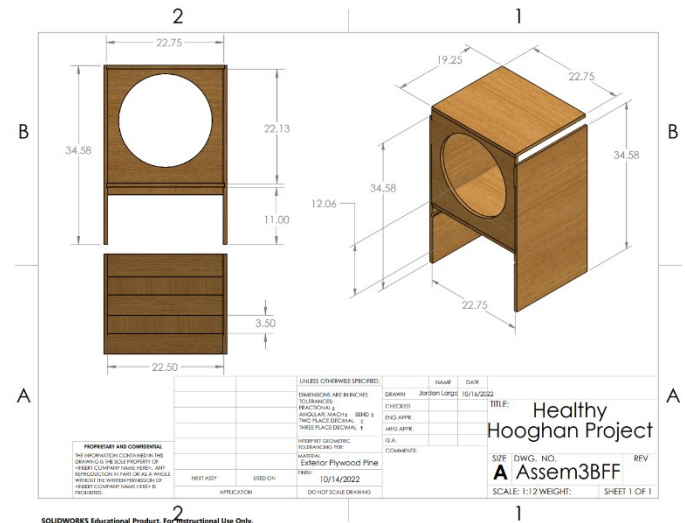 2
1
22.75
19.25
22.75
B
22.13
34.58
B
34.58
34.58
12.06
11.00
22.75
3.50
22.50
A
A
UNLESS OTHERWISE SPECIFIED:
DIMENSIONS ARE IN INCHES
TOLERANCES:
FRACTIONAL ±
ANGULAR: MACH ± BEND ±
TWO PLACE DECIMAL ±
THREE PLACE DECIMAL ±
INTERPRET GEOMETRIC
TOLERANCING PER:
MATERIAL
Exterior Plywood Pine
FINISH
10/14/2022
DO NOT SCALE DRAWING
NAME DATE
DRAWN Jordan Largo 10/16/2022
CHECKED
ENG APPR.
MFG APPR.
Q.A.
COMMENTS:
TITLE:
Healthy
Hooghan Project
SIZE DWG. NO. REV
A Assem3BFF
SCALE: 1:12 WEIGHT: SHEET 1 OF 1
PROPRIETARY AND CONFIDENTIAL
THE INFORMATION CONTAINED IN THIS
DRAWING IS THE SOLE PROPERTY OF
<INSERT COMPANY NAME HERE>. ANY
REPRODUCTION IN PART OR AS A WHOLE
WITHOUT THE WRITTEN PERMISSION OF
<INSERT COMPANY NAME HERE> IS
PROHIBITED.
NEXT ASSY USED ON
APPLICATION
2
1
SOLIDWORKS Educational Product. For Instructional Use Only.